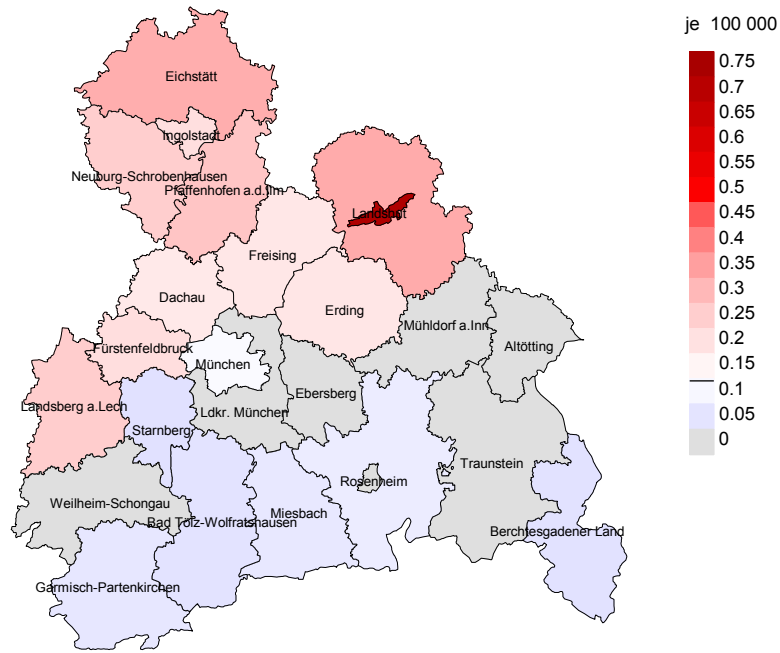 je 100 000
Eichstätt
Ingolstadt
Neuburg-Schrobenhausen
Pfaffenhofen a.d.Ilm
Landshut
Freising
Dachau
Erding
Mühldorf a.Inn
Altötting
Fürstenfeldbruck
München
Ebersberg
Landsberg a.Lech
Ldkr. München
Starnberg
Traunstein
Rosenheim
Weilheim-Schongau
Miesbach
Bad Tölz-Wolfratshausen
Berchtesgadener Land
Garmisch-Partenkirchen
0.75
0.7
0.65
0.6
0.55
0.5
0.45
0.4
0.35
0.3
0.25
0.2
0.15
0.1
0.05
0